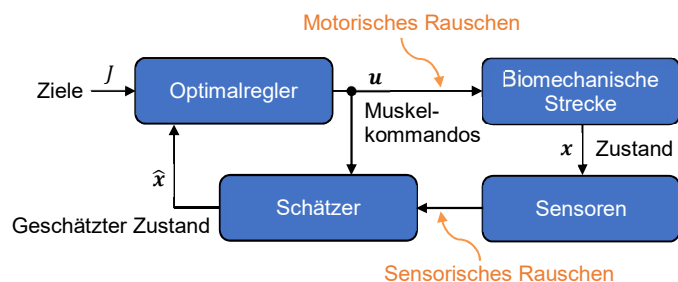 Motorisches Rauschen
Ziele
J
Optimalregler
u
Muskel-
kommandos
Biomechanische
Strecke
x Zustand
x̂
Geschätzter Zustand
Schätzer
Sensoren
Sensorisches Rauschen